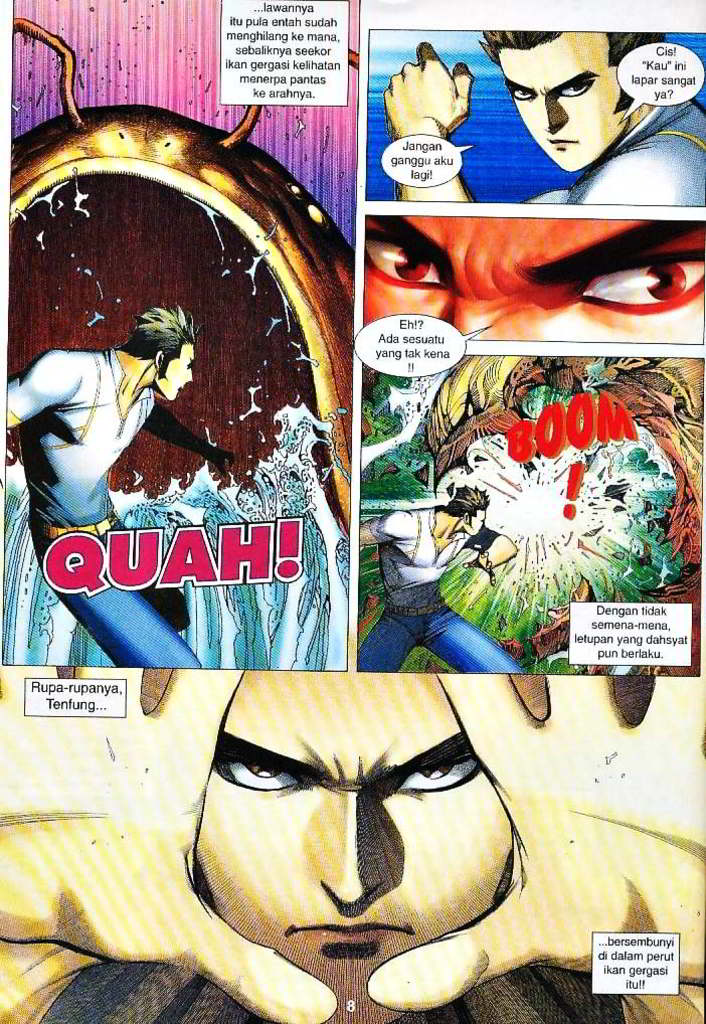 ...lawannya
itu pula entah sudah
menghilang ke mana,
sebaliknya seekor
ikan gergasi kelihatan
menerpa pantas
ke arahnya.
QUAH!
Cis!
"Kau" ini
lapar sangat
ya?
Jangan
ganggu aku
lagi!
Eh!?
Ada sesuatu
yang tak kena
!!
BOOM
!
Dengan tidak
semena-mena,
letupan yang dahsyat
pun berlaku.
Rupa-rupanya,
Tenfung...
...bersembunyi
di dalam perut
ikan gergasi
itu!!
8